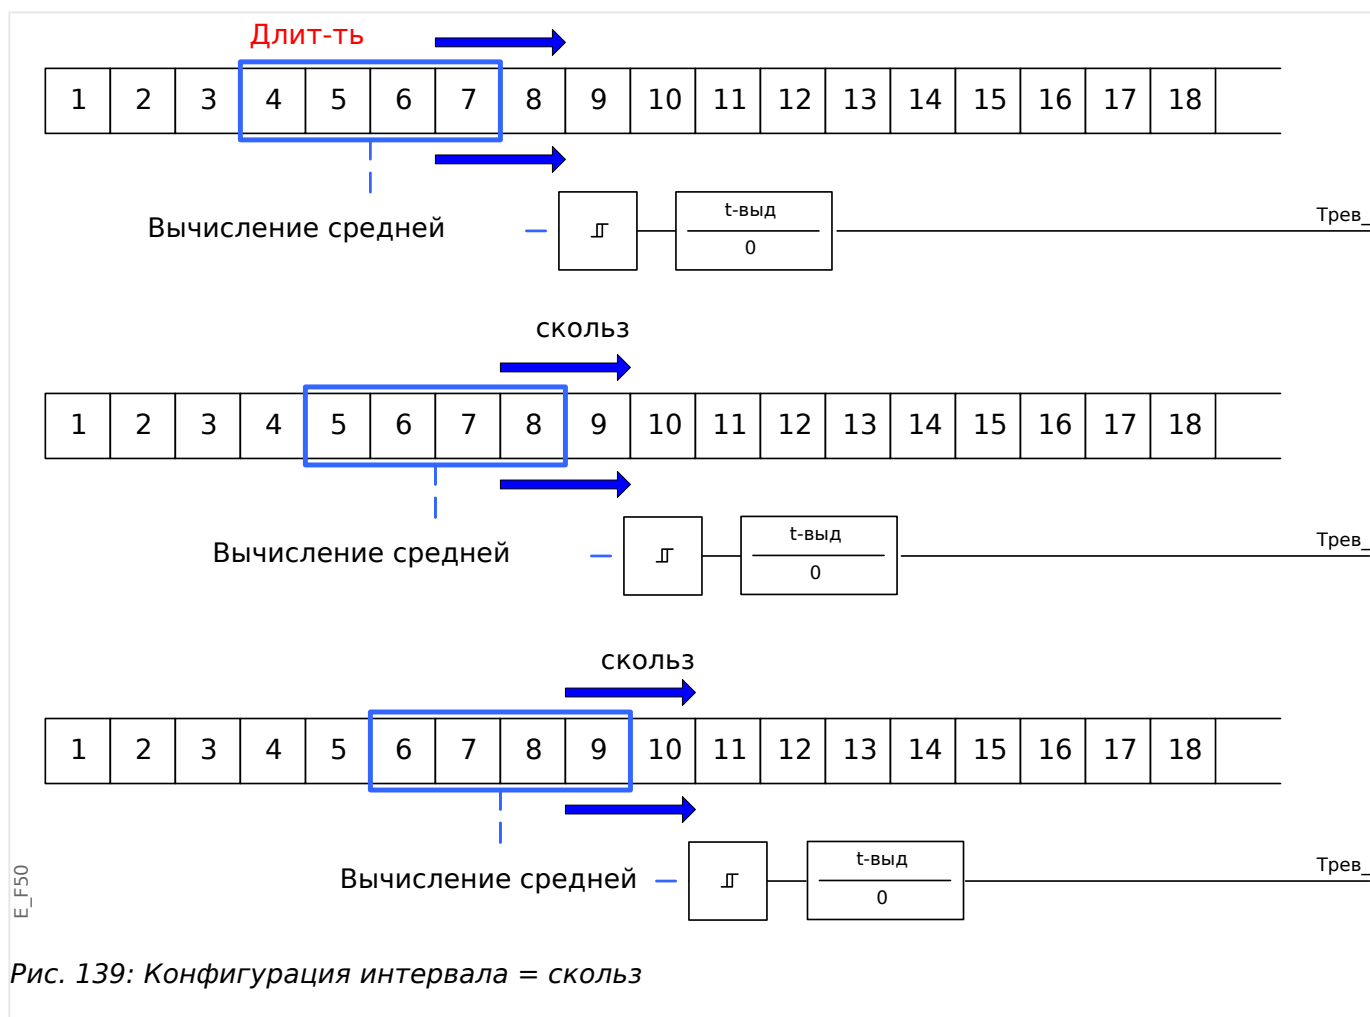 Длит-ть
1 2 3 4 5 6 7 8 9 10 11 12 13 14 15 16 17 18
t-выд
Трев_
Вычисление средней
0
скольз
1 2 3 4 5 6 7 8 9 10 11 12 13 14 15 16 17 18
t-выд
Трев_
Вычисление средней
0
скольз
1 2 3 4 5 6 7 8 9 10 11 12 13 14 15 16 17 18
t-выд
Трев_
Вычисление средней
0
E_F50
Рис. 139: Конфигурация интервала = скольз